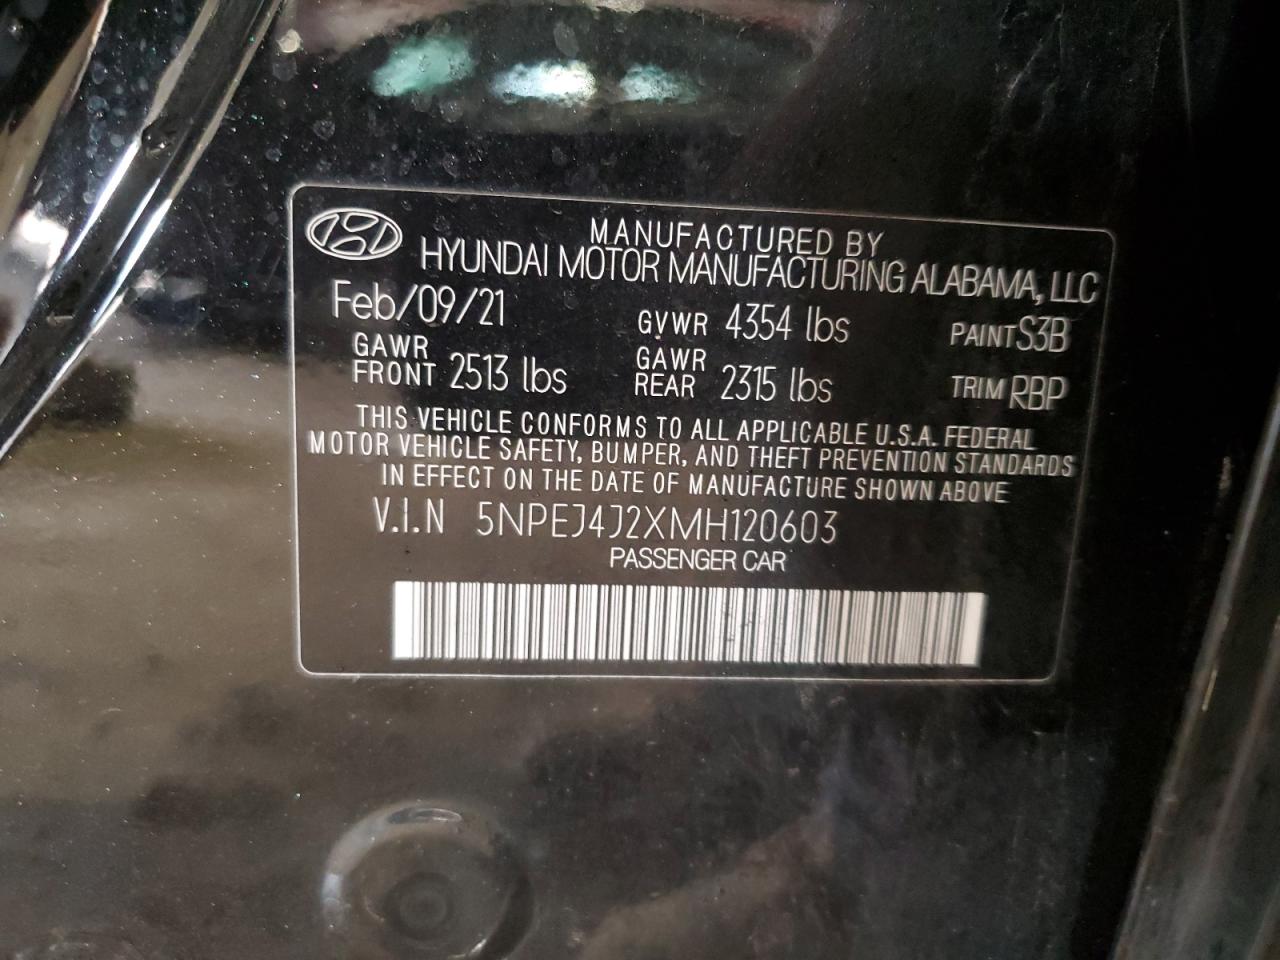 MANUFACTURED BY
HYUNDAI MOTOR MANUFACTURING ALABAMA, LLC
Feb/09/21 GVWR 4354 lbs PAINT S3B
GAWR FRONT 2513 lbs GAWR REAR 2315 lbs TRIM RBP
THIS VEHICLE CONFORMS TO ALL APPLICABLE U.S.A. FEDERAL
MOTOR VEHICLE SAFETY, BUMPER, AND THEFT PREVENTION STANDARDS
IN EFFECT ON THE DATE OF MANUFACTURE SHOWN ABOVE
V.I.N 5NPEJ4J2XMH120603
PASSENGER CAR